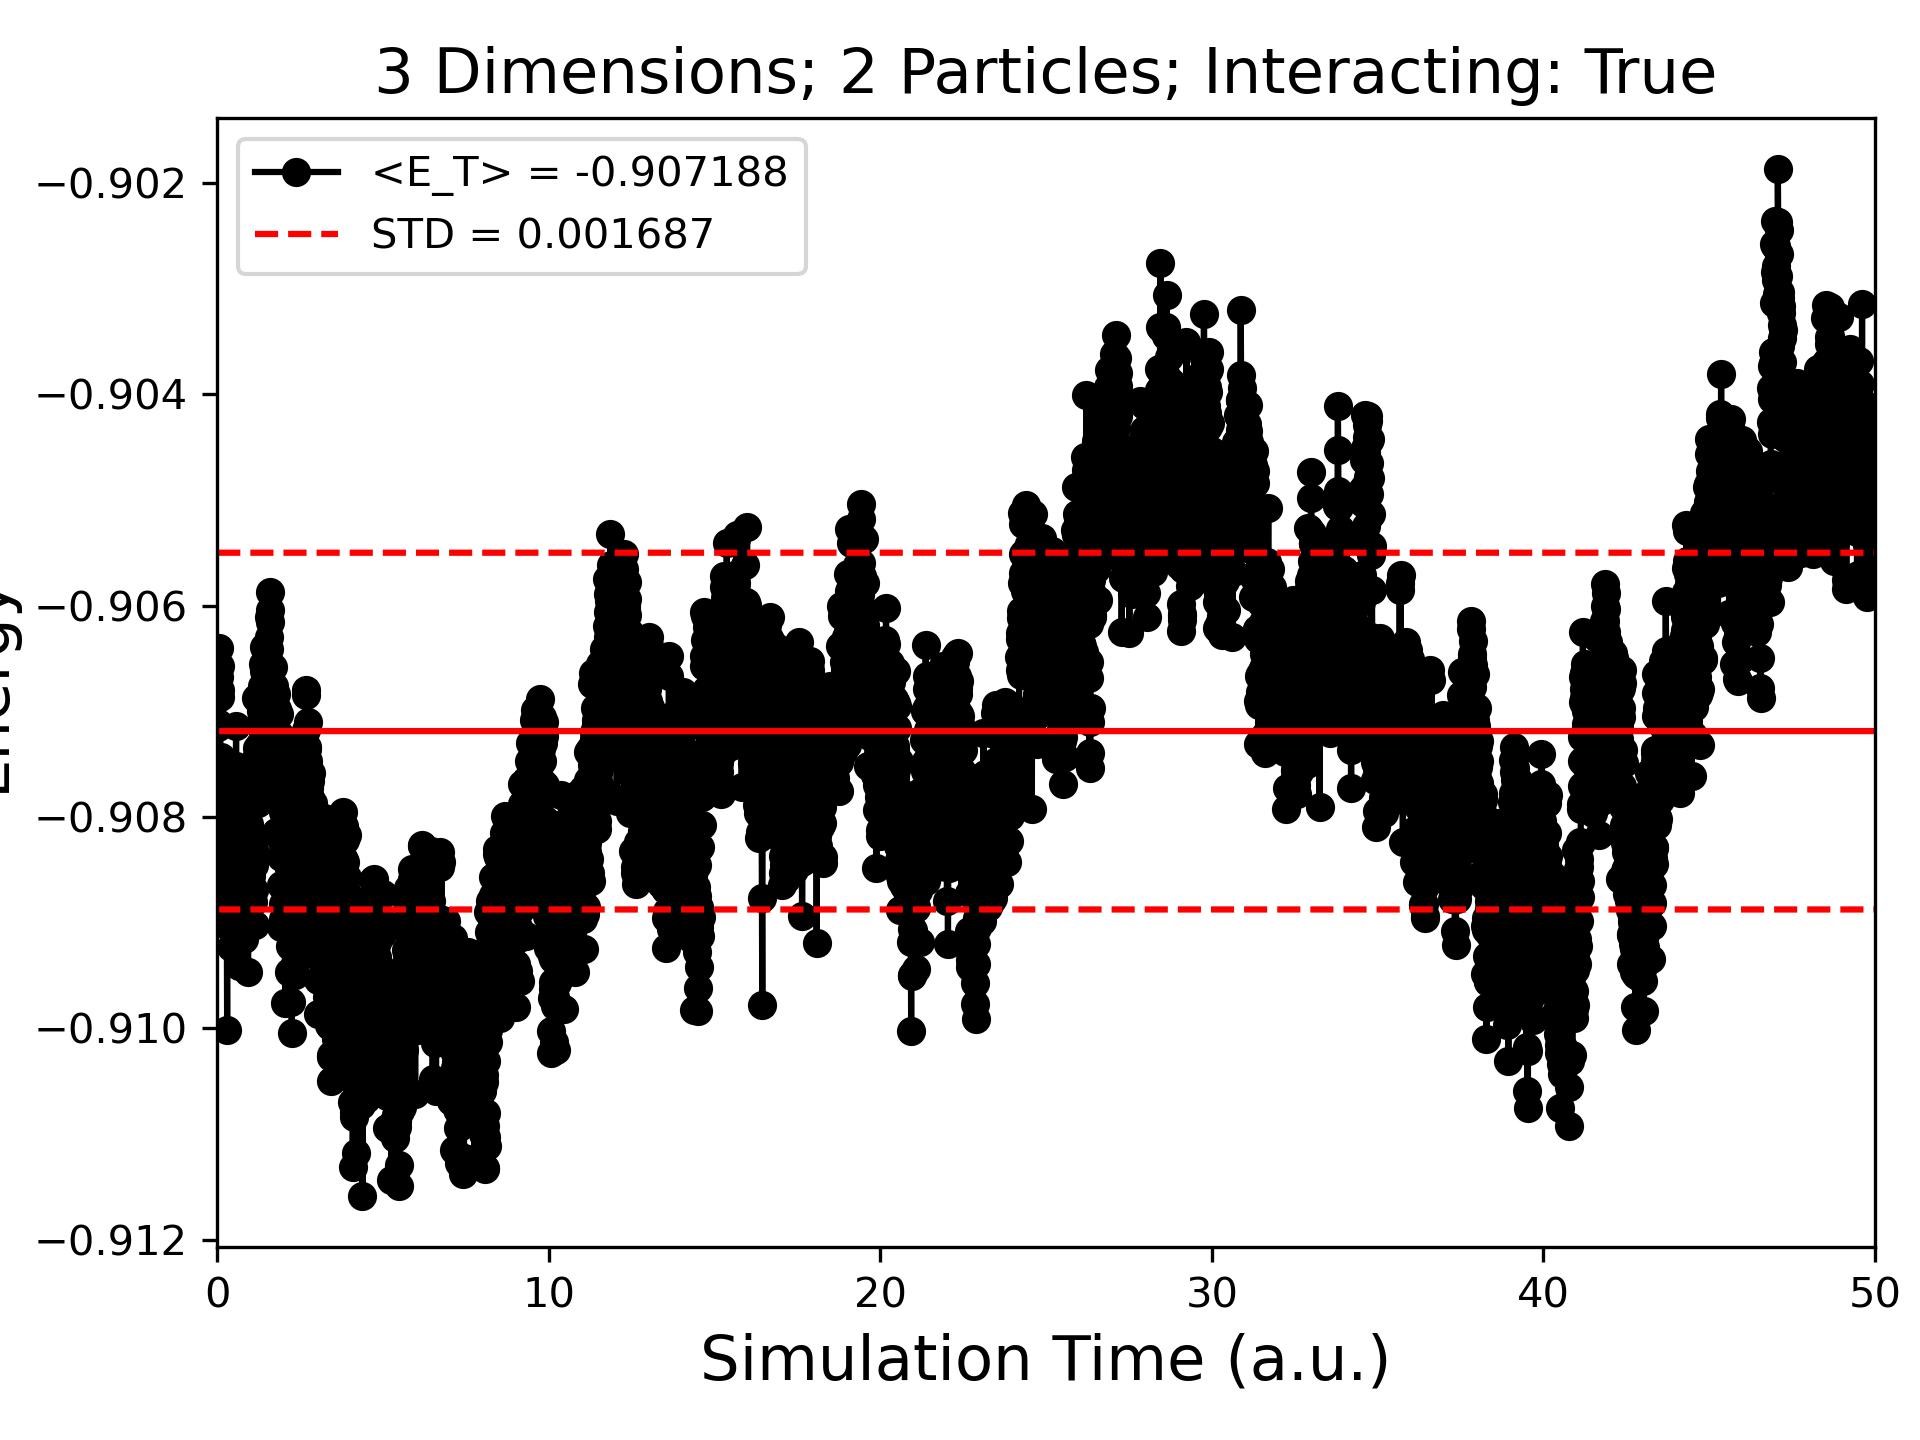 3 Dimensions; 2 Particles; Interacting: True
<E_T> = -0.907188
STD = 0.001687
−0.902
−0.904
−0.906
−0.908
−0.910
−0.912
Energy
0 10 20 30 40 50
Simulation Time (a.u.)